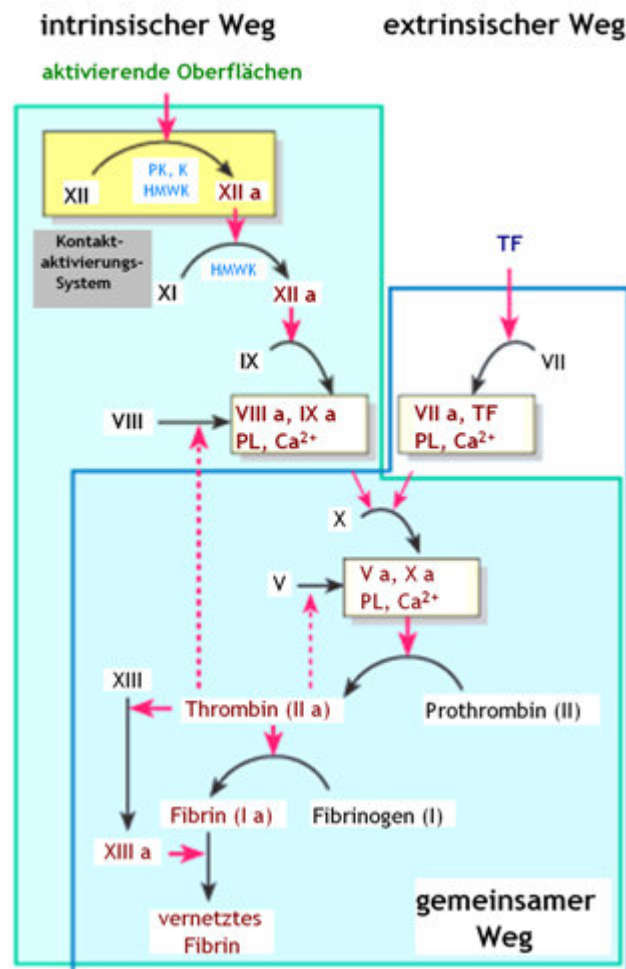 intrinsischer Weg
extrinsischer Weg
aktivierende Oberflächen
PK, K
XII
HMWK
XII a
Kontakt-
aktivierungs-
System
TF
HMWK
XI
XII a
IX
VII
VIII
VIII a, IX a
PL, Ca²⁺
VII a, TF
PL, Ca²⁺
X
V
V a, X a
PL, Ca²⁺
XIII
Thrombin (II a)
Prothrombin (II)
Fibrin (I a)
Fibrinogen (I)
XIII a
vernetztes
Fibrin
gemeinsamer
Weg